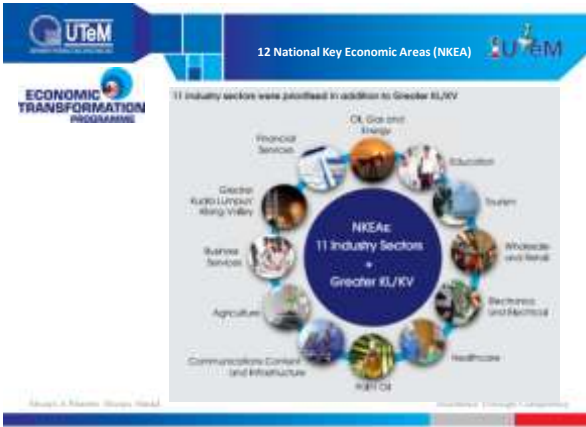 UTeM
12 National Key Economic Areas (NKEA)
UTeM
ECONOMIC
TRANSFORMATION
PROGRAMME
11 industry sectors were prioritised in addition to Greater KL/KV
Oil, Gas and
Energy
Financial
Services
Education
Greater
Kuala Lumpur/
Klang Valley
Tourism
NKEAs:
11 Industry Sectors
+
Greater KL/KV
Business
Services
Wholesale
and Retail
Agriculture
Electronics
and Electrical
Communications Content
and Infrastructure
Healthcare
Palm Oil